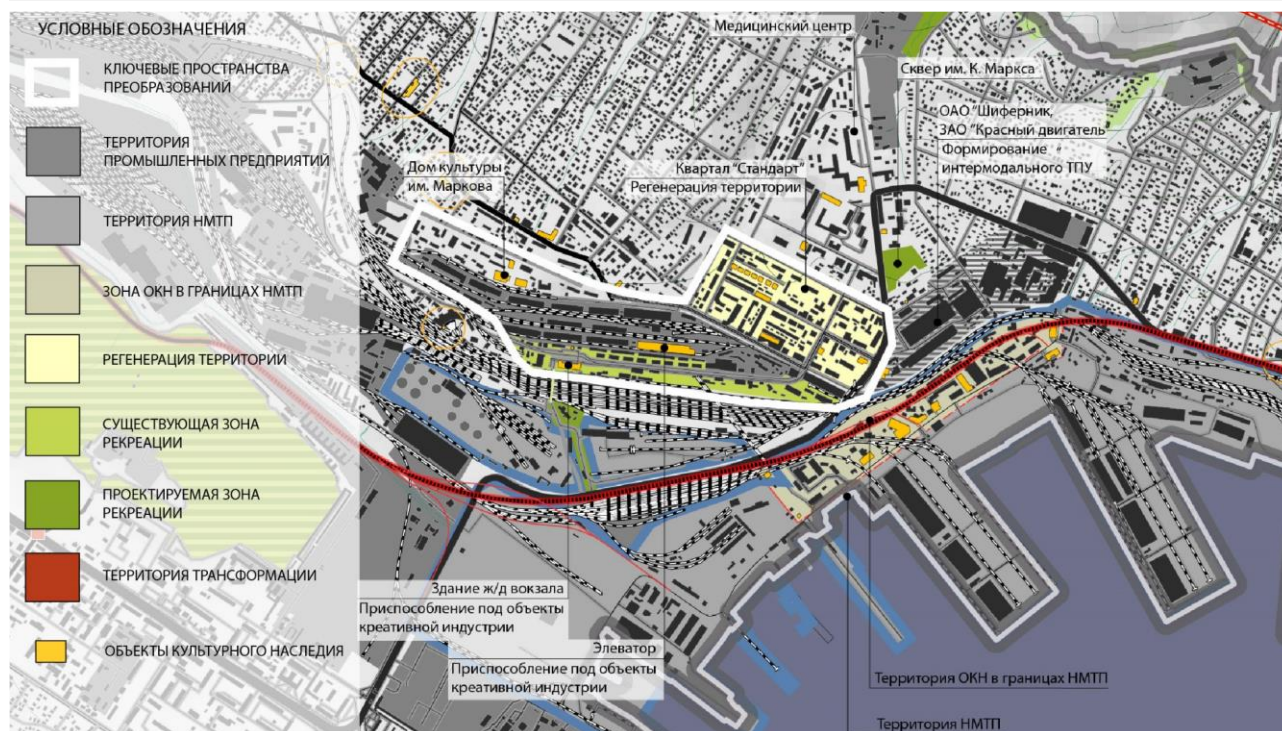 УСЛОВНЫЕ ОБОЗНАЧЕНИЯ
КЛЮЧЕВЫЕ ПРОСТРАНСТВА
ПРЕОБРАЗОВАНИЙ
ТЕРРИТОРИЯ
ПРОМЫШЛЕННЫХ ПРЕДПРИЯТИЙ
ТЕРРИТОРИЯ НМТП
ЗОНА ОКН В ГРАНИЦАХ НМТП
РЕГЕНЕРАЦИЯ ТЕРРИТОРИИ
СУЩЕСТВУЮЩАЯ ЗОНА
РЕКРЕАЦИИ
ПРОЕКТИРУЕМАЯ ЗОНА
РЕКРЕАЦИИ
ТЕРРИТОРИЯ ТРАНСФОРМАЦИИ
ОБЪЕКТЫ КУЛЬТУРНОГО НАСЛЕДИЯ
Медицинский центр
Сквер им. К. Маркса
ОАО "Шиферник,
ЗАО "Красный двигатель
Формирование
интермодального ТПУ
Дом культуры
им. Маркова
Квартал "Стандарт"
Регенерация территории
Здание ж/д вокзала
Приспособление под объекты
креативной индустрии
Элеватор
Приспособление под объекты
креативной индустрии
Территория ОКН в границах НМТП
Территория НМТП